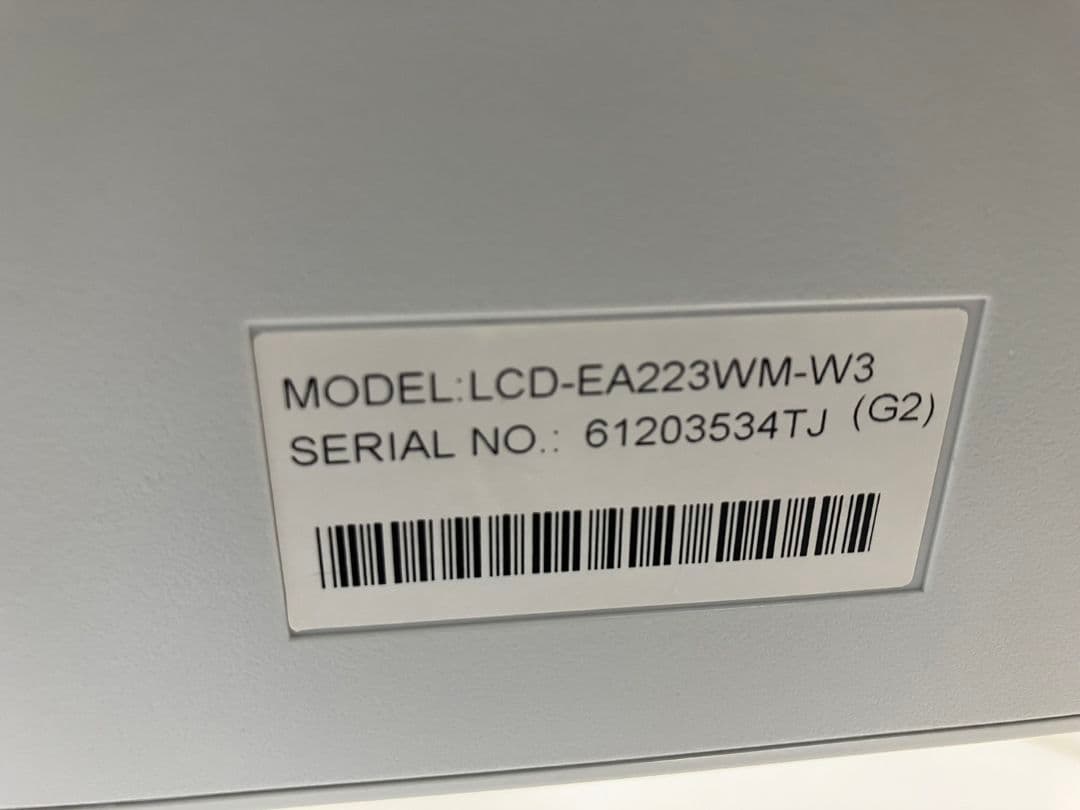 MODEL:LCD-EA223WM-W3
SERIAL NO.: 61203534TJ (G2)